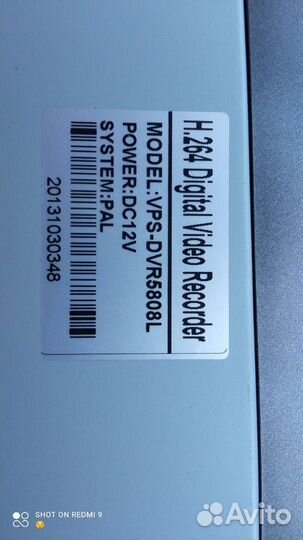 H.264 Digital Video Recorder
MODEL:VPS-DVR5808L
POWER:DC12V
SYSTEM:PAL
20131030348
SHOT ON REDMI 9
Avito